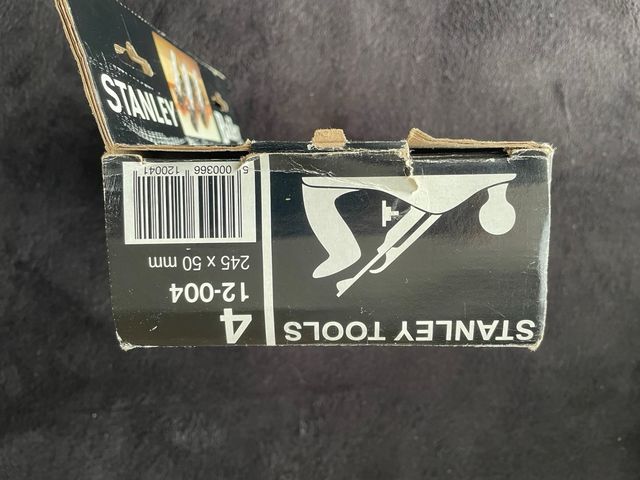 STANLEY
STANLEY TOOLS
4
12-004
245 x 50 mm
5 000366 120041